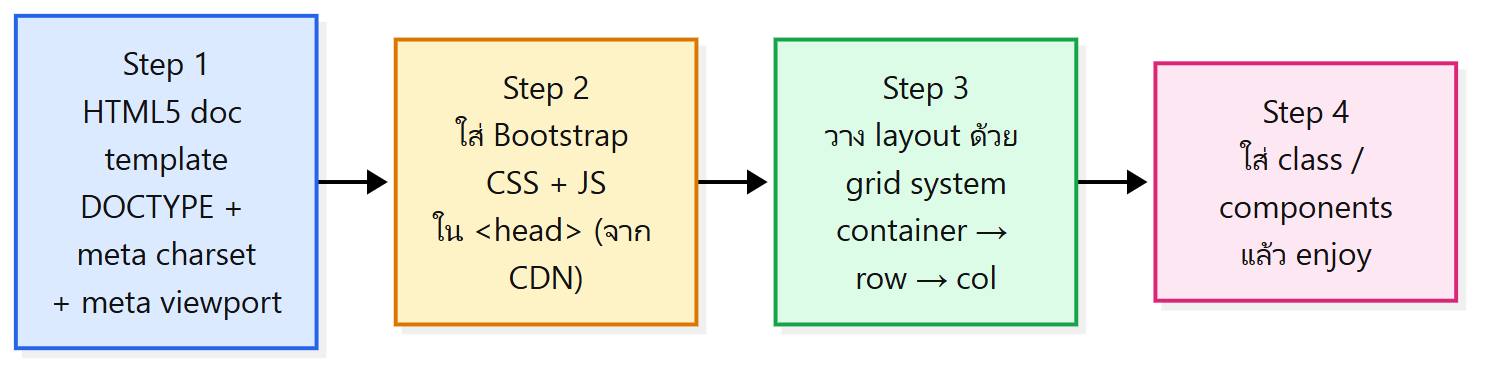 Step 1
HTML5 doc
template
DOCTYPE +
meta charset
+ meta viewport
Step 2
ใส่ Bootstrap
CSS + JS
ใน <head> (จาก
CDN)
Step 3
วาง layout ด้วย
grid system
container →
row → col
Step 4
ใส่ class /
components
แล้ว enjoy